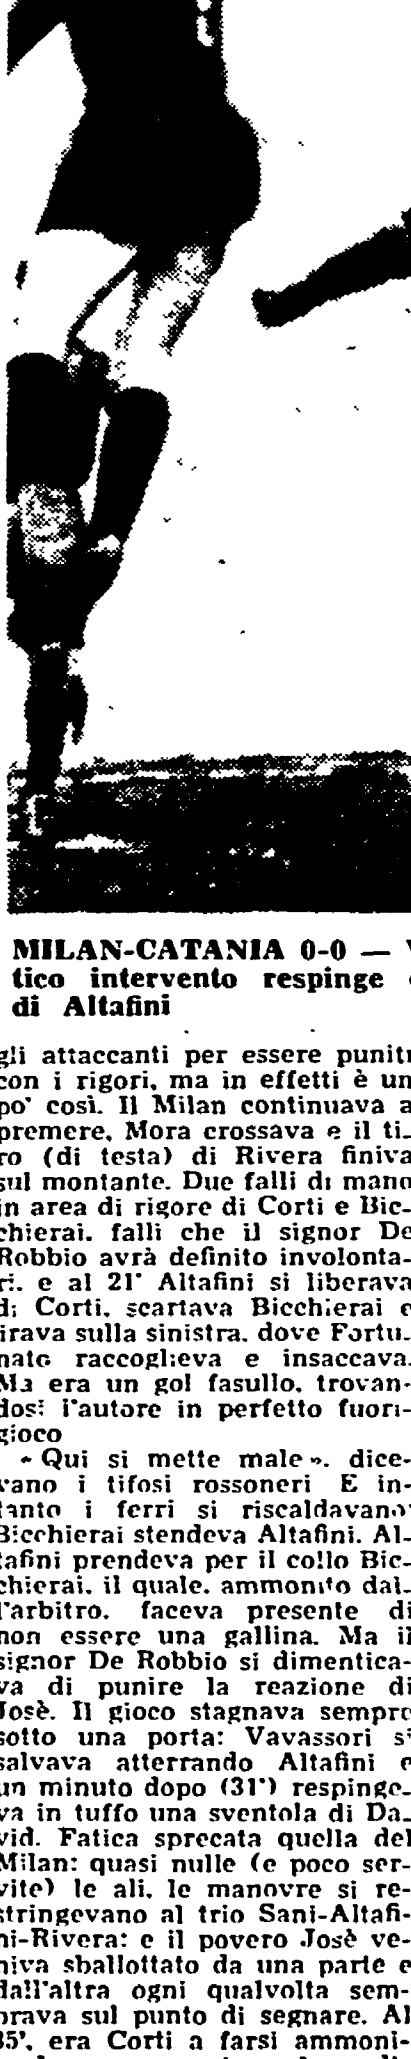 MILAN-CATANIA 0-0 —
tico intervento respinge
di Altafini
gli attaccanti per essere puniti
con i rigori, ma in effetti è un
po' così. Il Milan continuava a
premere, Mora crossava e il ti-
ro (di testa) di Rivera finiva
sul montante. Due falli di mano
in area di rigore di Corti e Bic-
chierai, falli che il signor De
Robbio avrà definito involonta-
ri, e al 21' Altafini si liberava
di Corti, scartava Bicchierai e
tirava sulla sinistra, dove Fortu-
nato raccoglieva e insaccava.
Ma era un gol fasullo, trovan-
dosi l'autore in perfetto fuori-
gioco
« Qui si mette male », dice-
vano i tifosi rossoneri E in-
tanto i ferri si riscaldavano:
Bicchierai stendeva Altafini. Al-
tafini prendeva per il collo Bic-
chierai, il quale, ammonito dal-
l'arbitro, faceva presente di
non essere una gallina. Ma il
signor De Robbio si dimentica-
va di punire la reazione di
Josè. Il gioco stagnava sempre
sotto una porta: Vavassori si
salvava atterrando Altafini e
un minuto dopo (31') respinge-
va in tuffo una sventola di Da-
vid. Fatica sprecata quella del
Milan: quasi nulle (e poco ser-
vite) le ali, le manovre si re-
stringevano al trio Sani-Altafi-
ni-Rivera: e il povero Josè ve-
niva sballottato da una parte e
dall'altra ogni qualvolta sem-
brava sul punto di segnare. Al
35', era Corti a farsi ammoni-